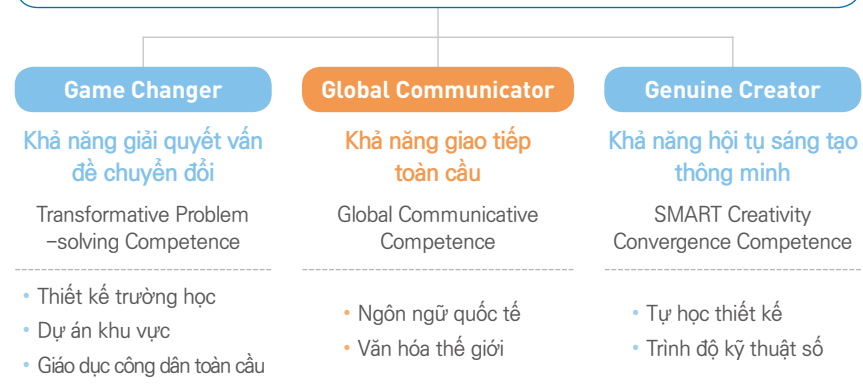 Game Changer
Khả năng giải quyết vấn
đề chuyển đổi
Transformative Problem
-solving Competence
• Thiết kế trường học
• Dự án khu vực
• Giáo dục công dân toàn cầu
Global Communicator
Khả năng giao tiếp
toàn cầu
Global Communicative
Competence
• Ngôn ngữ quốc tế
• Văn hóa thế giới
Genuine Creator
Khả năng hội tụ sáng tạo
thông minh
SMART Creativity
Convergence Competence
• Tự học thiết kế
• Trình độ kỹ thuật số